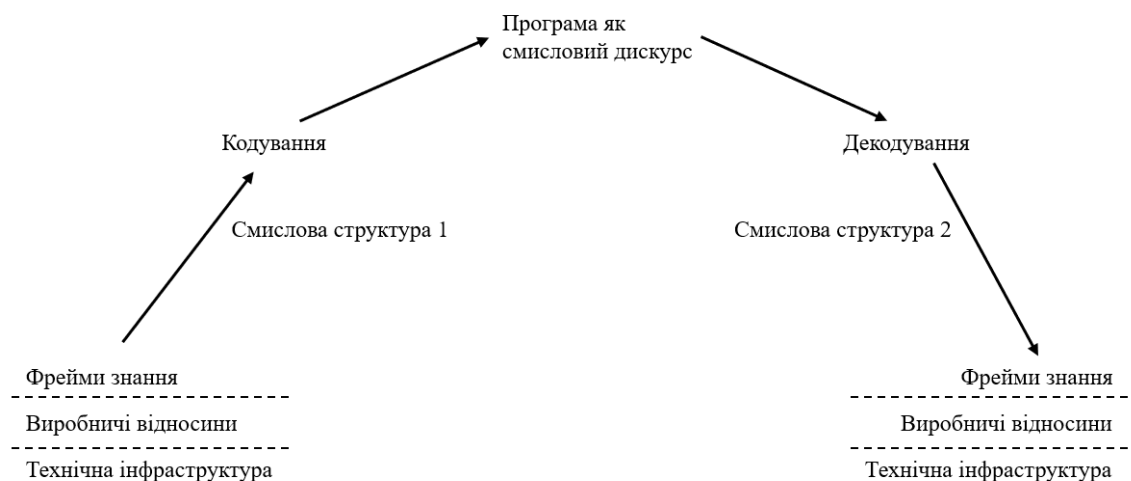 Програма як
смисловий дискурс
Кодування
Декодування
Смислова структура 1
Смислова структура 2
Фрейми знання
Виробничі відносини
Технічна інфраструктура
Фрейми знання
Виробничі відносини
Технічна інфраструктура